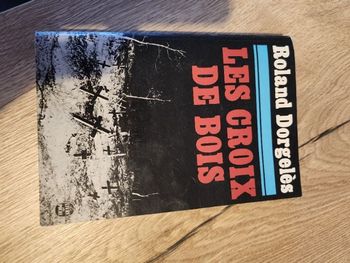 Roland Dorgelès
LES CROIX
DE BOIS